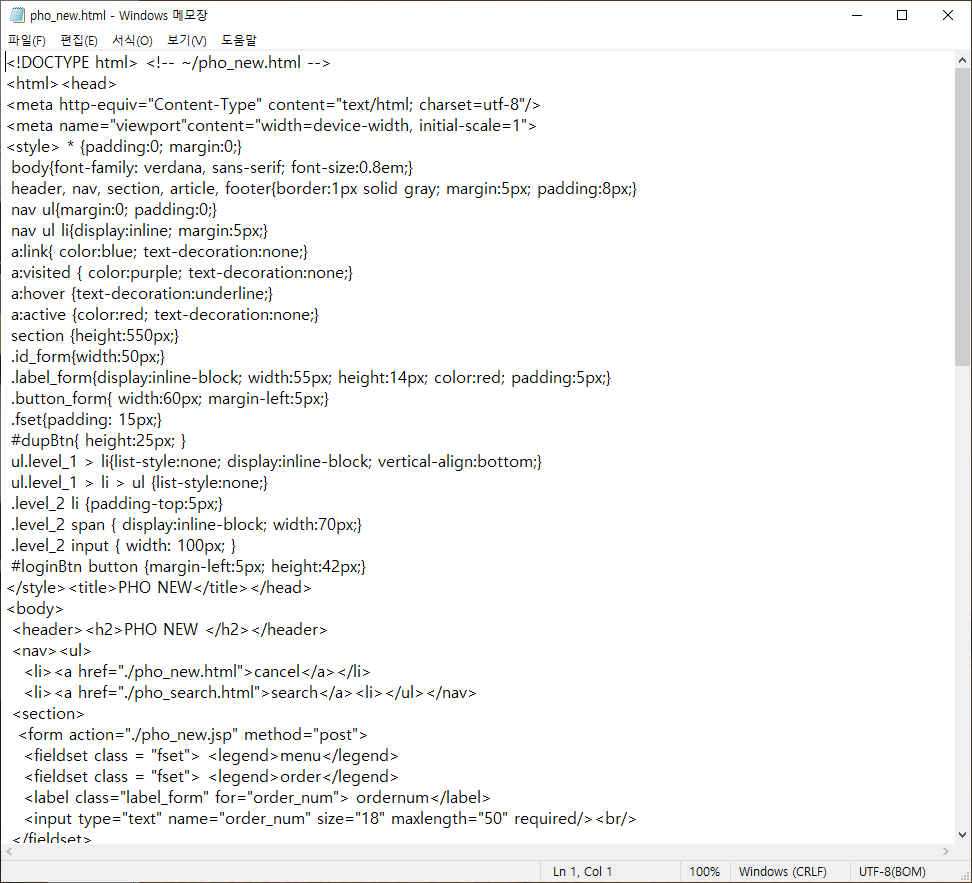 pho_new.html - Windows 메모장
파일(F) 편집(E) 서식(O) 보기(V) 도움말
<!DOCTYPE html> <!-- ~/pho_new.html -->
<html><head>
<meta http-equiv="Content-Type" content="text/html; charset=utf-8"/>
<meta name="viewport"content="width=device-width, initial-scale=1">
<style> * {padding:0; margin:0;}
body{font-family: verdana, sans-serif; font-size:0.8em;}
header, nav, section, article, footer{border:1px solid gray; margin:5px; padding:8px;}
nav ul{margin:0; padding:0;}
nav ul li{display:inline; margin:5px;}
a:link{ color:blue; text-decoration:none;}
a:visited { color:purple; text-decoration:none;}
a:hover {text-decoration:underline;}
a:active {color:red; text-decoration:none;}
section {height:550px;}
.id_form{width:50px;}
.label_form{display:inline-block; width:55px; height:14px; color:red; padding:5px;}
.button_form{ width:60px; margin-left:5px;}
.fset{padding: 15px;}
#dupBtn{ height:25px; }
ul.level_1 > li{list-style:none; display:inline-block; vertical-align:bottom;}
ul.level_1 > li > ul {list-style:none;}
.level_2 li {padding-top:5px;}
.level_2 span { display:inline-block; width:70px;}
.level_2 input { width: 100px; }
#loginBtn button {margin-left:5px; height:42px;}
</style><title>PHO NEW</title></head>
<body>
<header><h2>PHO NEW </h2></header>
<nav><ul>
<li><a href="./pho_new.html">cancel</a></li>
<li><a href="./pho_search.html">search</a><li></ul></nav>
<section>
<form action="./pho_new.jsp" method="post">
<fieldset class = "fset"> <legend>menu</legend>
<fieldset class = "fset"> <legend>order</legend>
<label class="label_form" for="order_num"> ordernum</label>
<input type="text" name="order_num" size="18" maxlength="50" required/><br/>
</fieldset>
Ln 1, Col 1 100% Windows (CRLF) UTF-8(BOM)